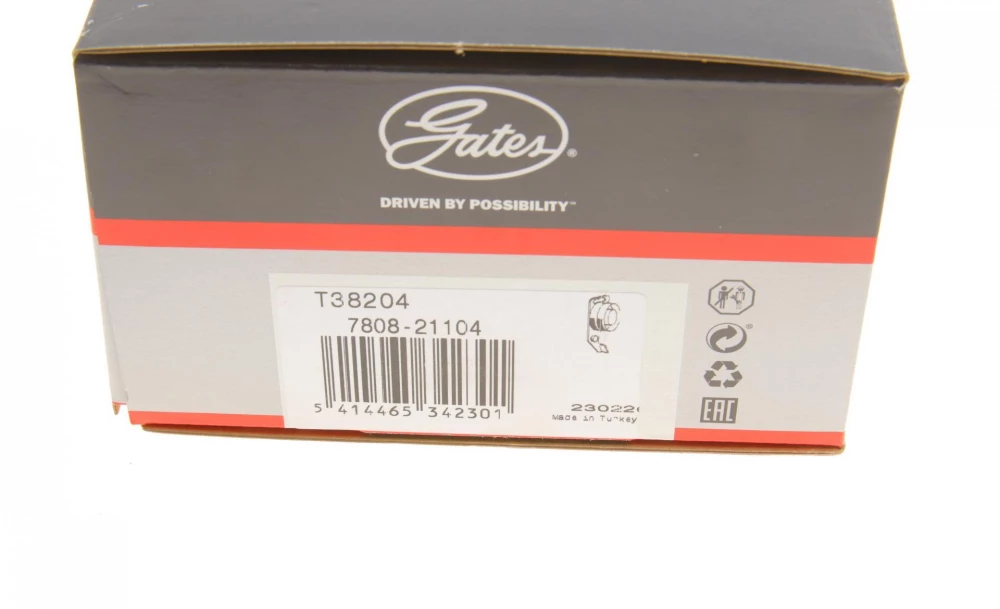 Gates®
DRIVEN BY POSSIBILITY™
T38204
7808-21104
5 414465 342301
23022
Made in Turkey
EAC